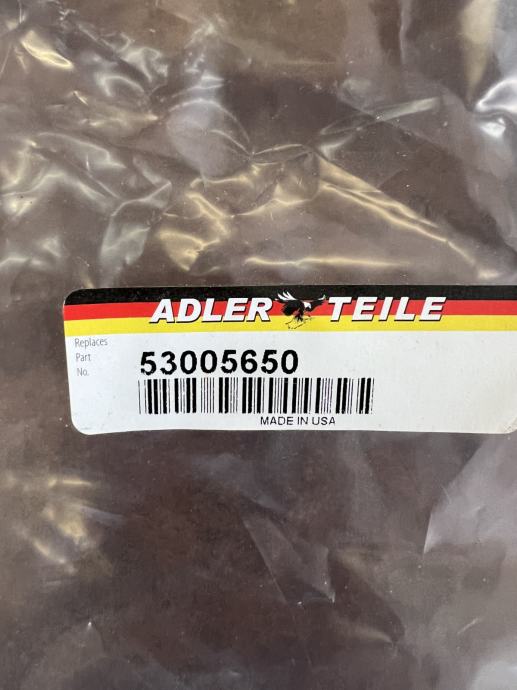 ADLER TEILE
Replaces
Part
No.
53005650
MADE IN USA